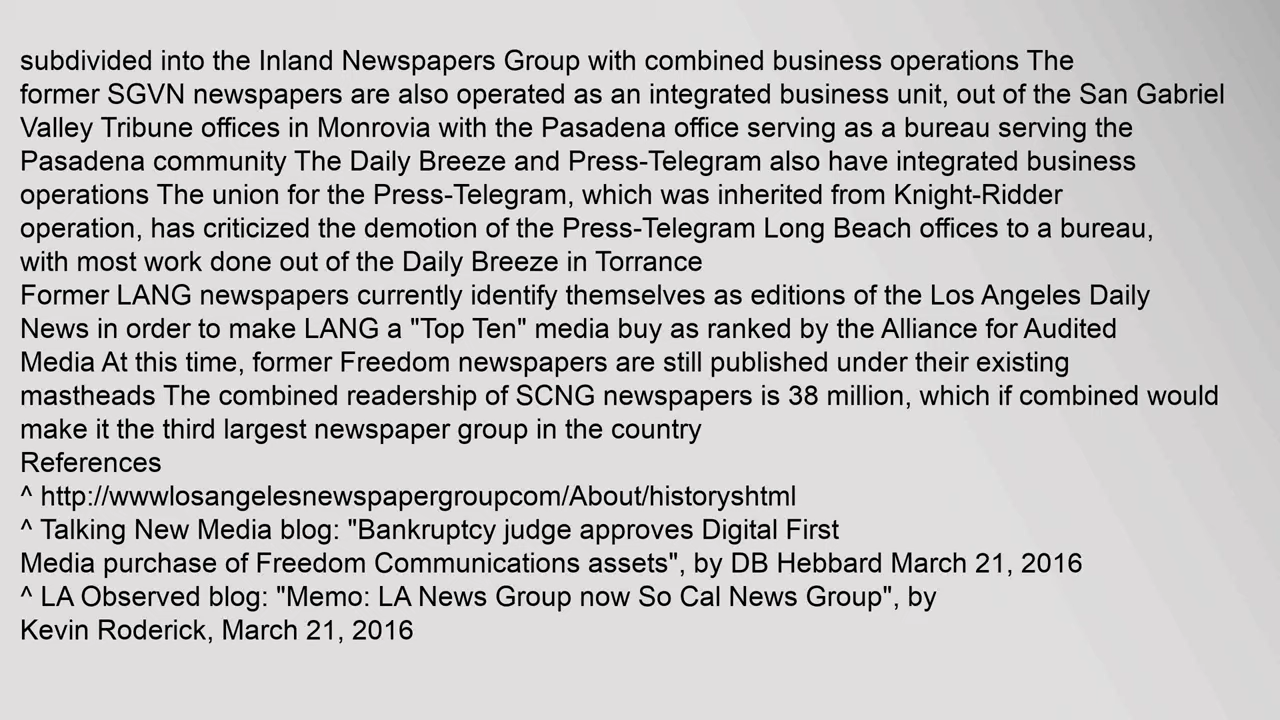 subdivided into the Inland Newspapers Group with combined business operations The
former SGVN newspapers are also operated as an integrated business unit, out of the San Gabriel
Valley Tribune offices in Monrovia with the Pasadena office serving as a bureau serving the
Pasadena community The Daily Breeze and Press-Telegram also have integrated business
operations The union for the Press-Telegram, which was inherited from Knight-Ridder
operation, has criticized the demotion of the Press-Telegram Long Beach offices to a bureau,
with most work done out of the Daily Breeze in Torrance
Former LANG newspapers currently identify themselves as editions of the Los Angeles Daily
News in order to make LANG a "Top Ten" media buy as ranked by the Alliance for Audited
Media At this time, former Freedom newspapers are still published under their existing
mastheads The combined readership of SCNG newspapers is 38 million, which if combined would
make it the third largest newspaper group in the country
References
^ http://wwwlosangelesnewspapergroupcom/About/historyshtml
^ Talking New Media blog: "Bankruptcy judge approves Digital First
Media purchase of Freedom Communications assets", by DB Hebbard March 21, 2016
^ LA Observed blog: "Memo: LA News Group now So Cal News Group", by
Kevin Roderick, March 21, 2016